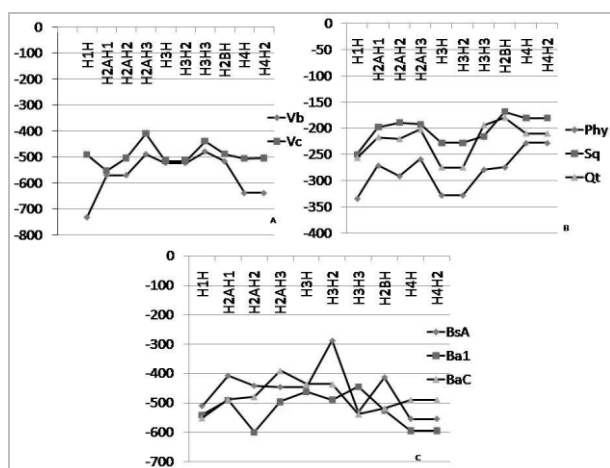 0
-100
-200
-300
-400
-500
-600
-700
-800
H1H
H2AH1
H2AH2
H2AH3
H3H
H3H2
H3H3
H2BH
H4H
H4H2
Vb
Vc
A
0
-50
-100
-150
-200
-250
-300
-350
-400
H1H
H2AH1
H2AH2
H2AH3
H3H
H3H2
H3H3
H2BH
H4H
H4H2
Phy
Sq
Qt
B
0
-100
-200
-300
-400
-500
-600
-700
H1H
H2AH1
H2AH2
H2AH3
H3H
H3H2
H3H3
H2BH
H4H
H4H2
BsA
Ba1
BaC
C